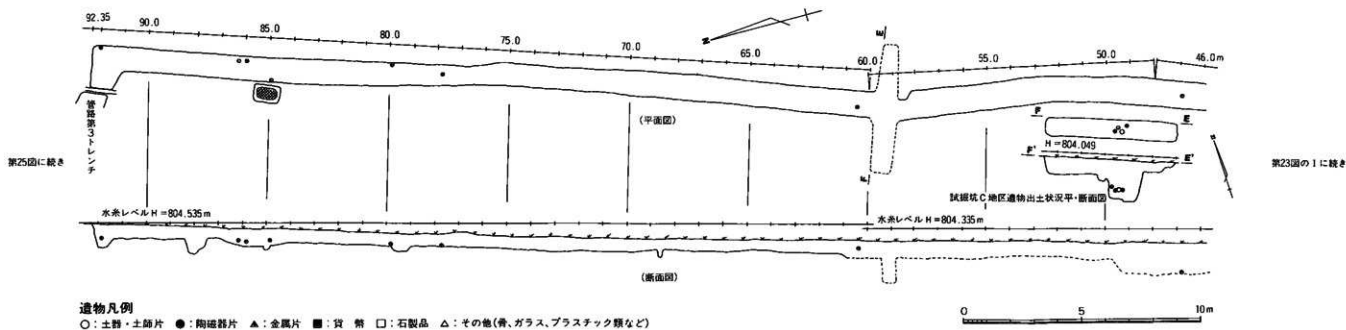 92.35 90.0 85.0 80.0 75.0 70.0 65.0 60.0 55.0 50.0 46.0m
N
E
F
管路第3トレンチ
(平面図)
第25図に続き
F E
H=804.049
F' E'
N
第23図の1に続き
試掘坑C地区遺物出土状況平・断面図
水糸レベルH=804.535m
水糸レベルH=804.335m
(断面図)
遺物凡例
○:土器・土師片 ●:陶磁器片 ▲:金属片 ■:貨 幣 □:石製品 △:その他(骨、ガラス、プラスチック類など)
0 5 10m